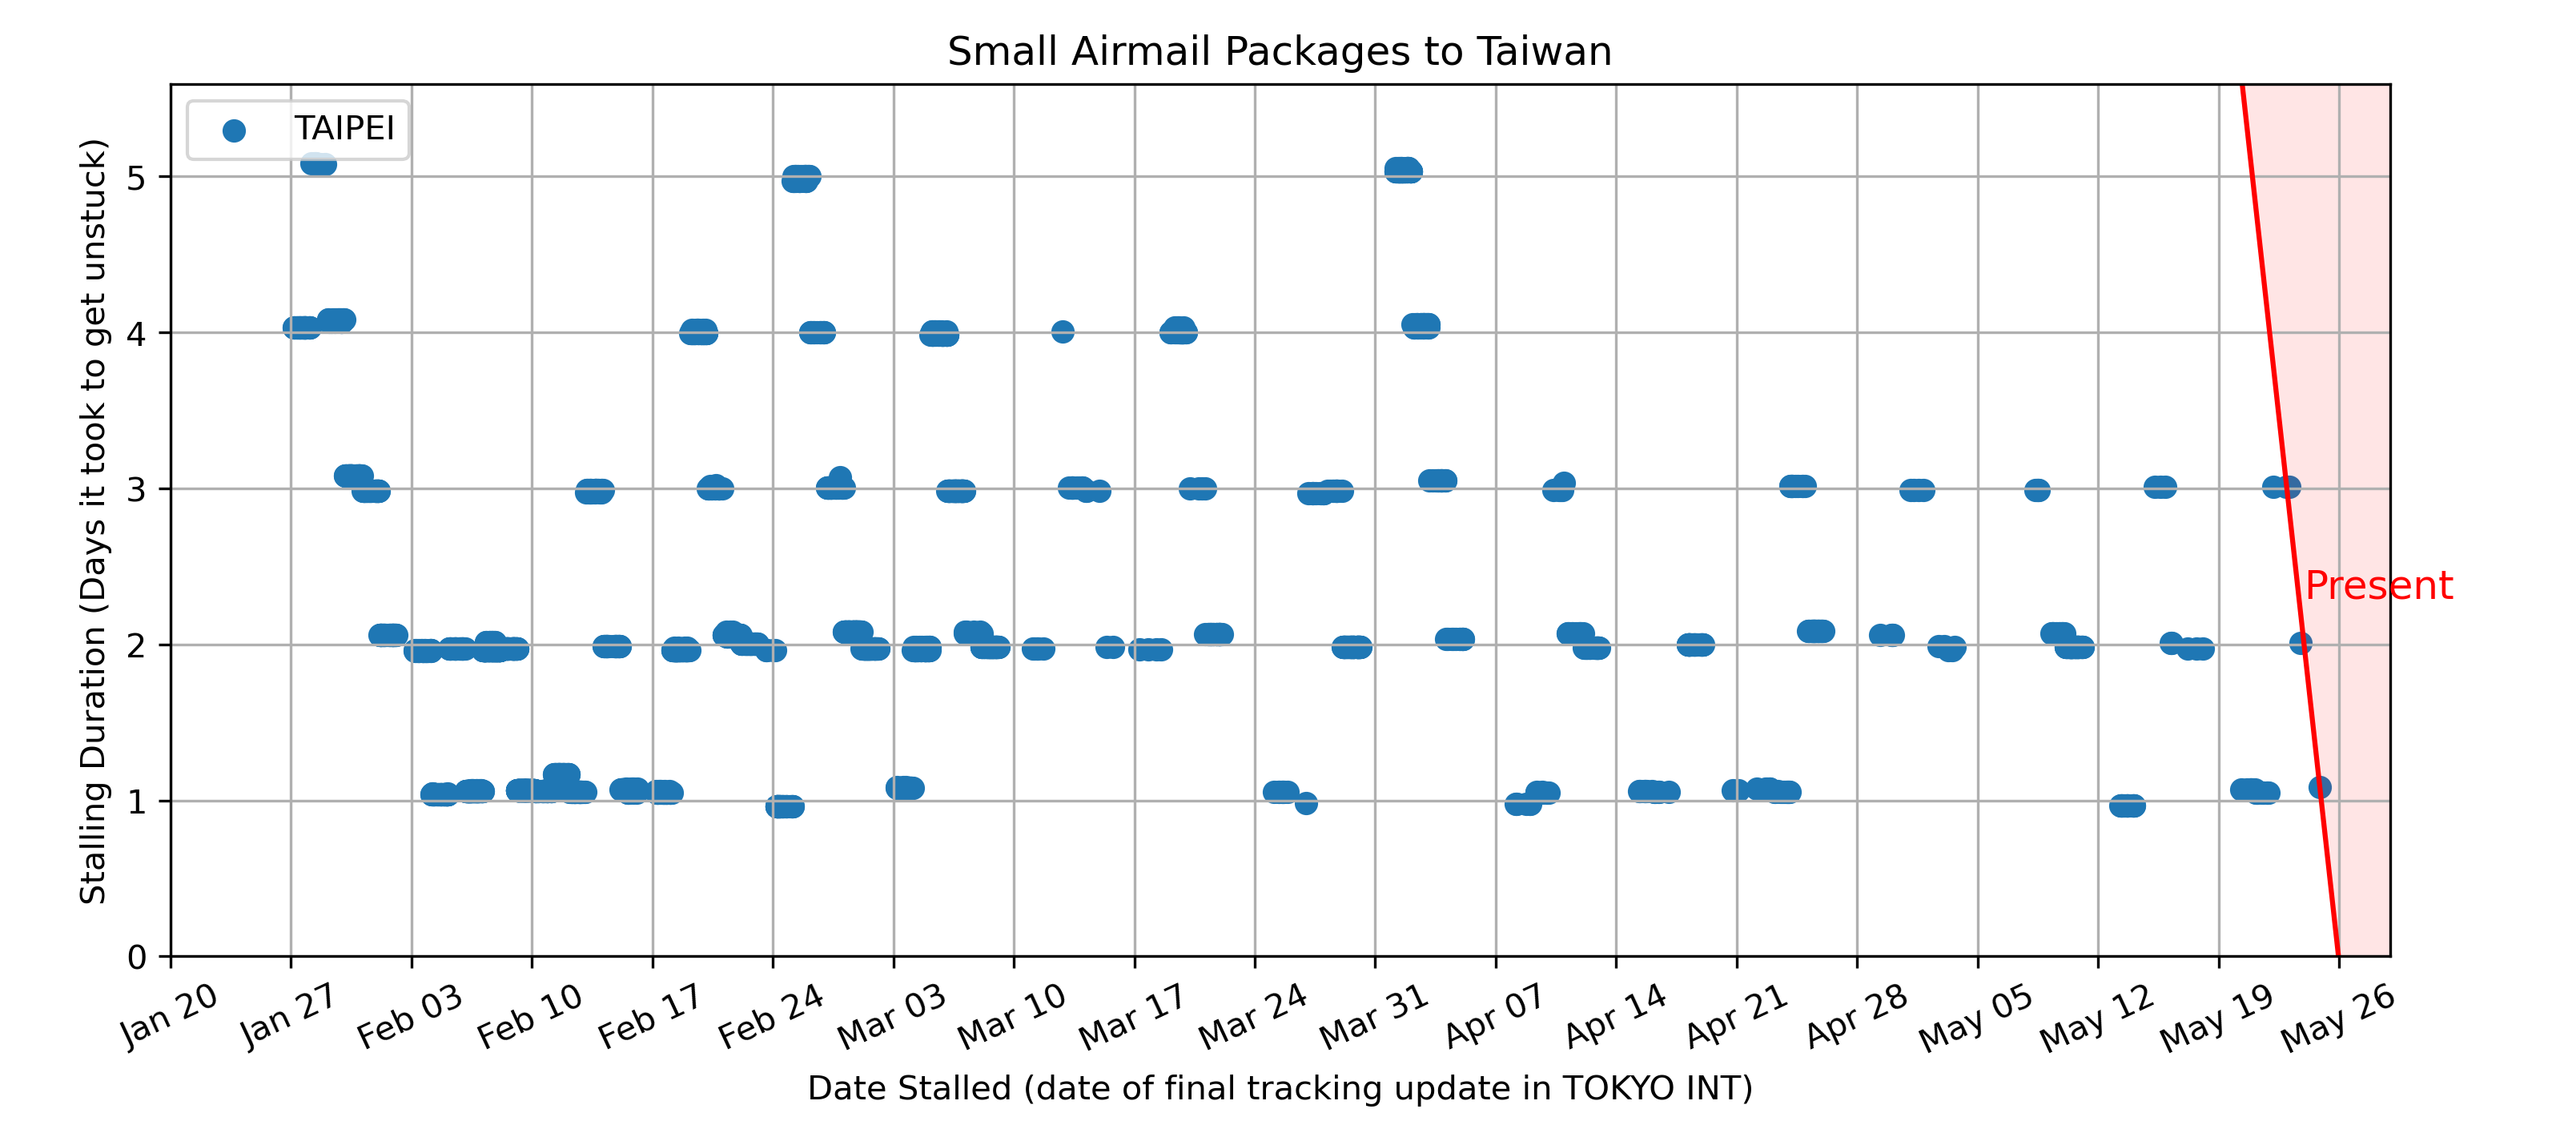 Small Airmail Packages to Taiwan
TAIPEI
Stalling Duration (Days it took to get unstuck)
5
4
3
2
1
0
Present
Jan 20
Jan 27
Feb 03
Feb 10
Feb 17
Feb 24
Mar 03
Mar 10
Mar 17
Mar 24
Mar 31
Apr 07
Apr 14
Apr 21
Apr 28
May 05
May 12
May 19
May 26
Date Stalled (date of final tracking update in TOKYO INT)